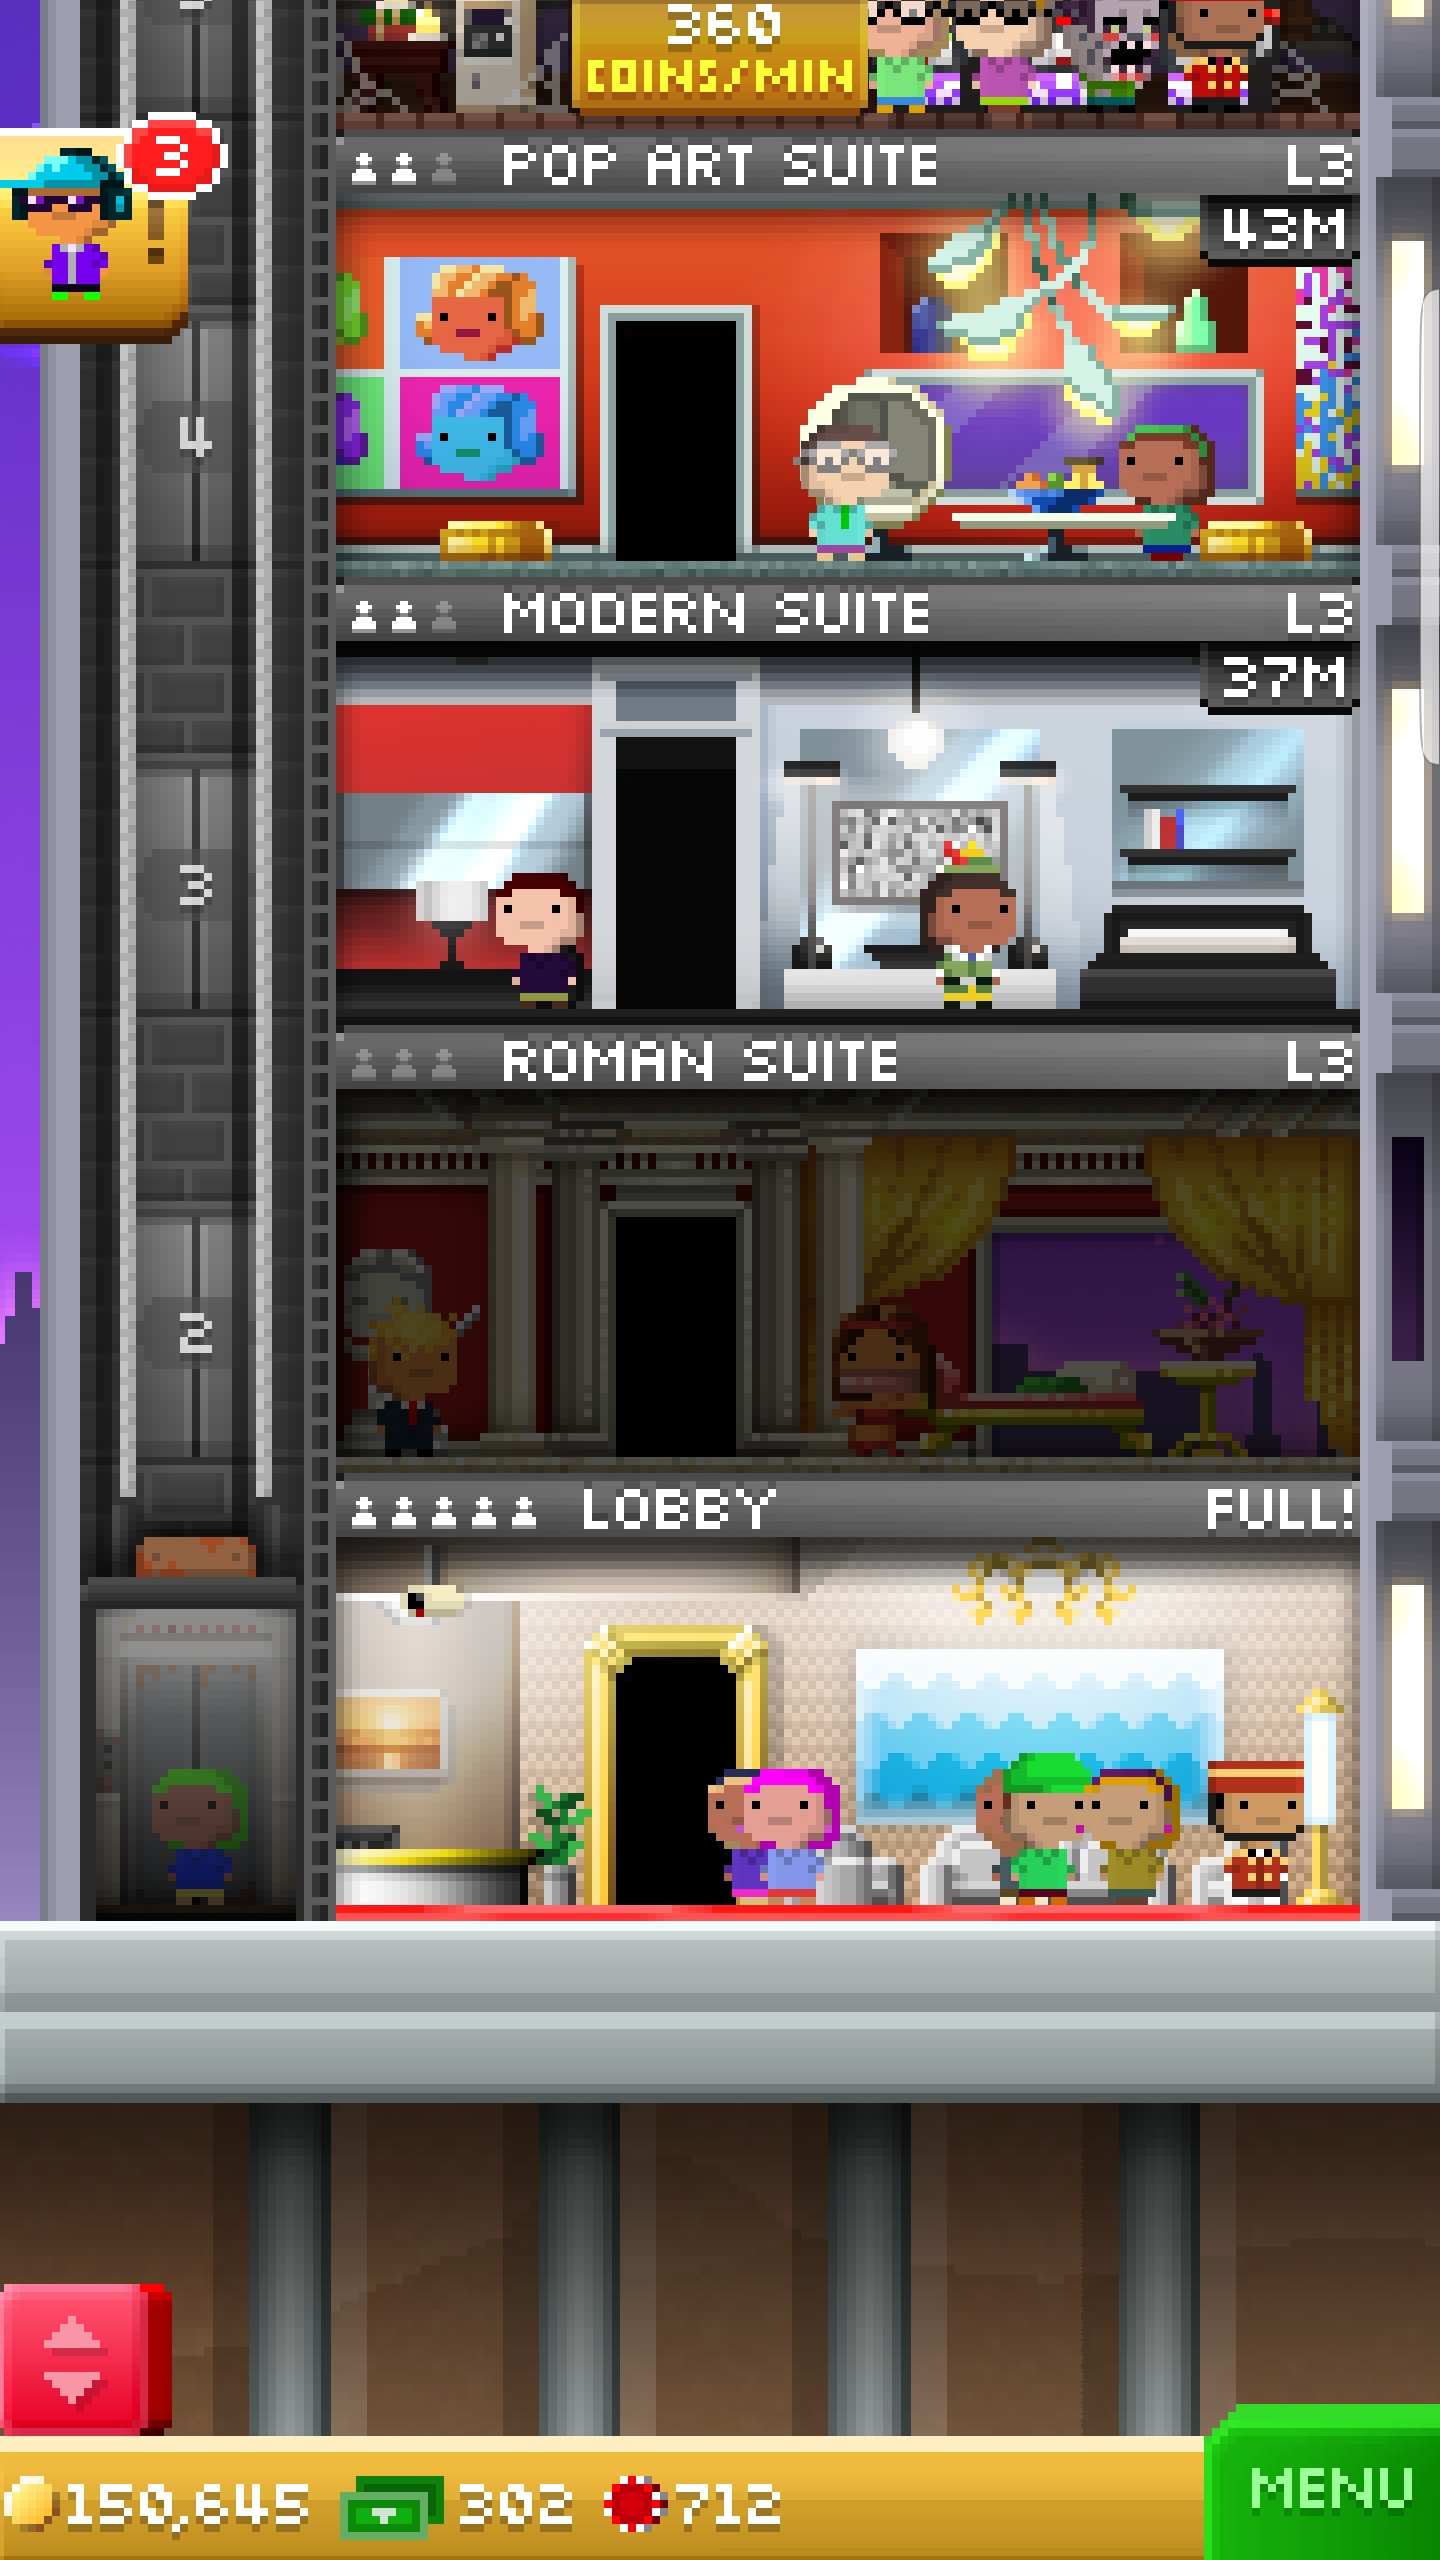 360
COINS/MIN
3
POP ART SUITE L3
43M
4
MODERN SUITE L3
37M
3
ROMAN SUITE L3
2
LOBBY FULL!
150,645 302 712
MENU